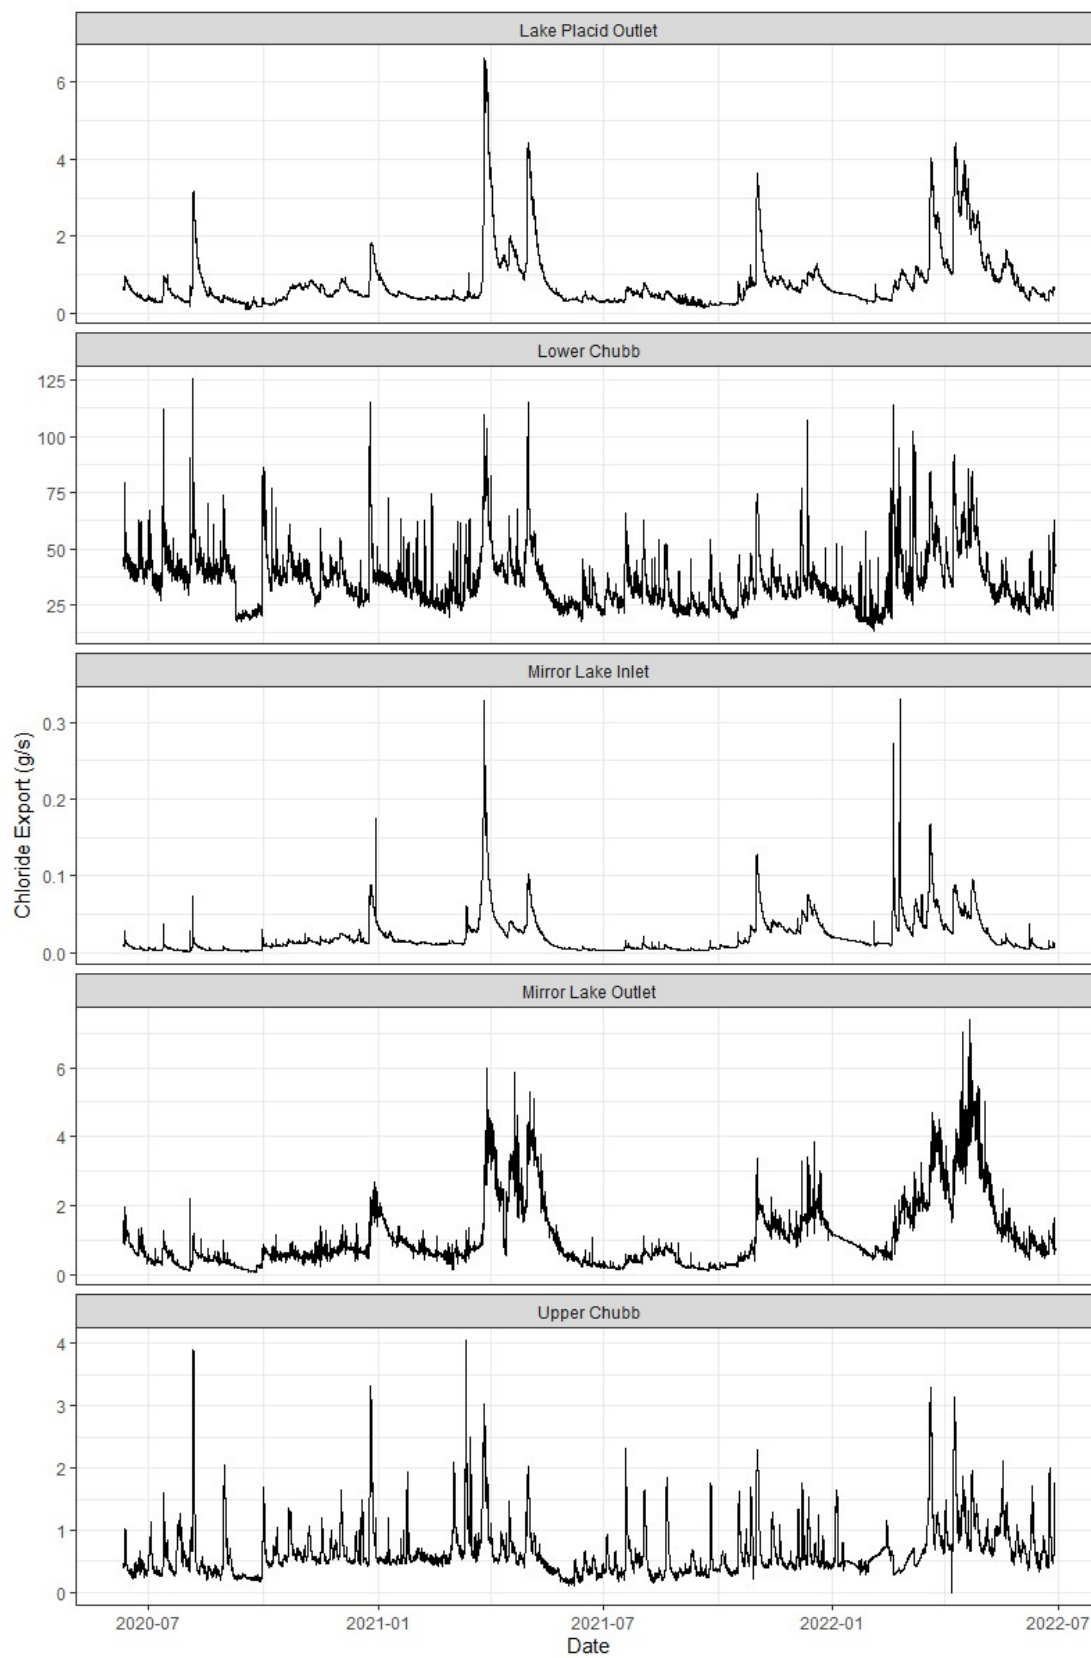 Lake Placid Outlet
6
4
2
0
Lower Chubb
125
100
75
50
25
Mirror Lake Inlet
0.3
0.2
0.1
0.0
Chloride Export (g/s)
Mirror Lake Outlet
6
4
2
0
Upper Chubb
4
3
2
1
0
2020-07 2021-01 2021-07 2022-01 2022-07
Date